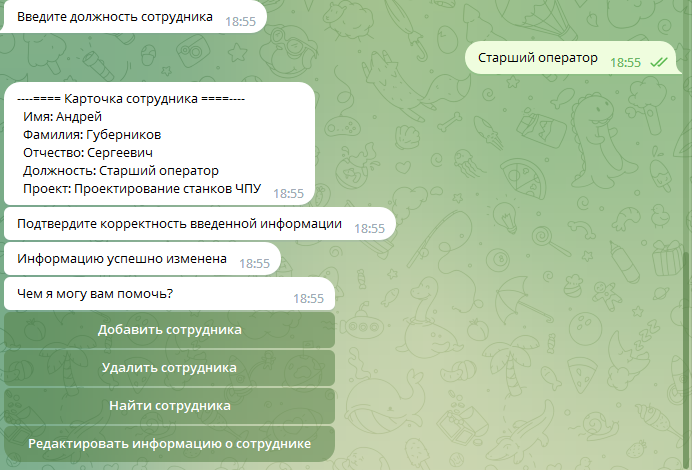 Введите должность сотрудника 18:55
Старший оператор 18:55
----==== Карточка сотрудника ====----
Имя: Андрей
Фамилия: Губерников
Отчество: Сергеевич
Должность: Старший оператор
Проект: Проектирование станков ЧПУ 18:55
Подтвердите корректность введенной информации 18:55
Информацию успешно изменена 18:55
Чем я могу вам помочь? 18:55
Добавить сотрудника
Удалить сотрудника
Найти сотрудника
Редактировать информацию о сотруднике